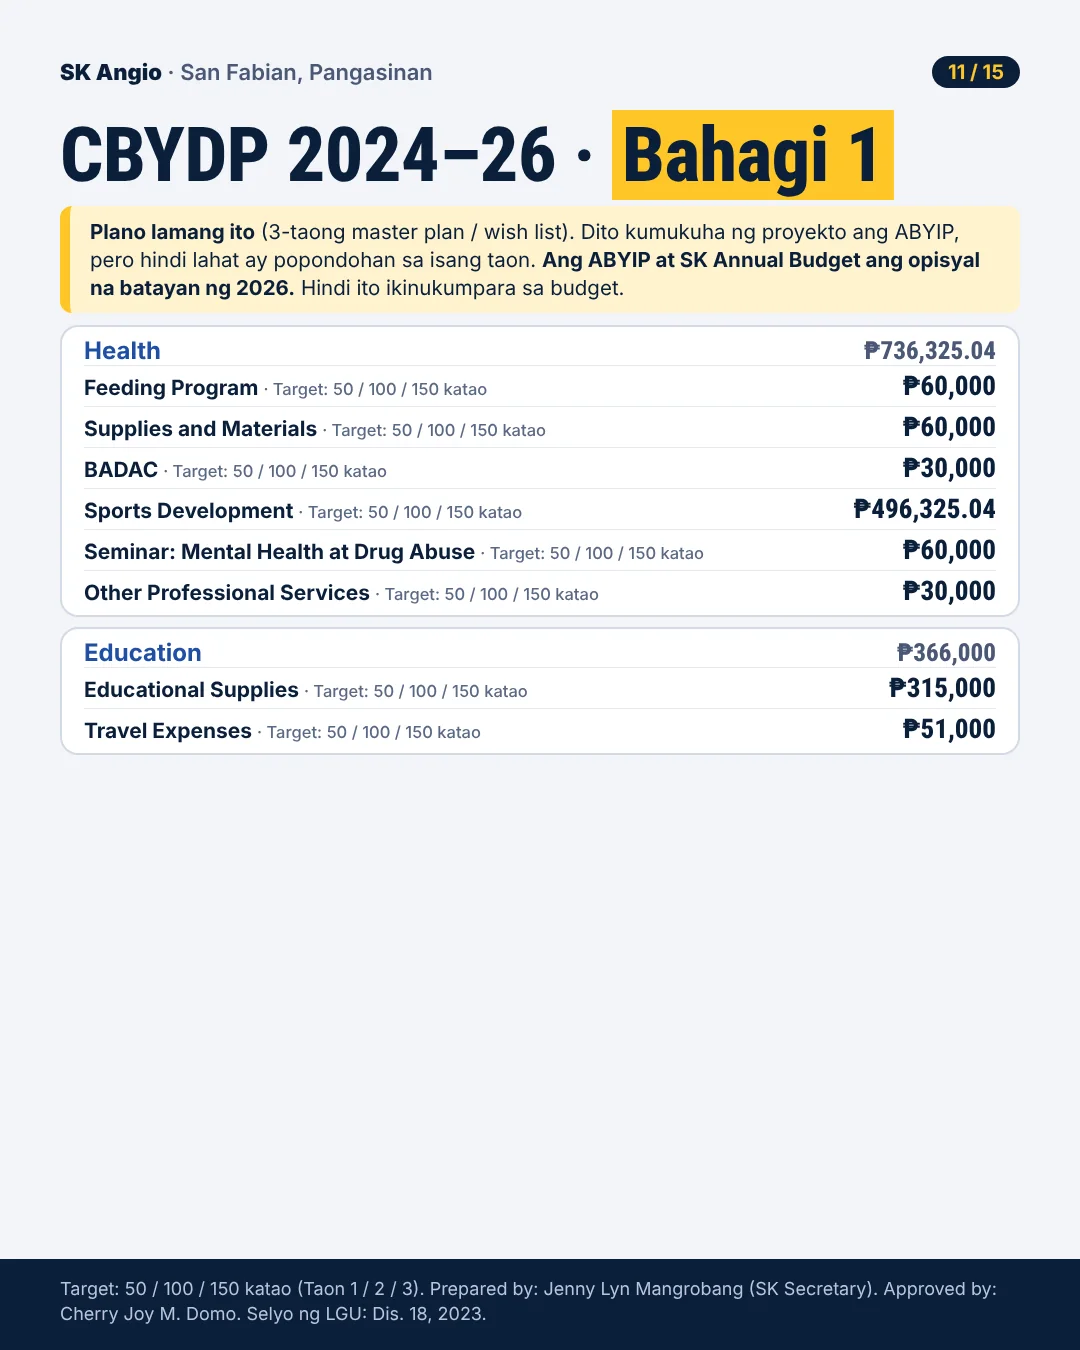 SK Angio · San Fabian, Pangasinan
11 / 15
CBYDP 2024–26 · Bahagi 1
Plano lamang ito (3-taong master plan / wish list). Dito kumukuha ng proyekto ang ABYIP,
pero hindi lahat ay popondohan sa isang taon. Ang ABYIP at SK Annual Budget ang opisyal
na batayan ng 2026. Hindi ito ikinukumpara sa budget.
Health ₱736,325.04
Feeding Program · Target: 50 / 100 / 150 katao ₱60,000
Supplies and Materials · Target: 50 / 100 / 150 katao ₱60,000
BADAC · Target: 50 / 100 / 150 katao ₱30,000
Sports Development · Target: 50 / 100 / 150 katao ₱496,325.04
Seminar: Mental Health at Drug Abuse · Target: 50 / 100 / 150 katao ₱60,000
Other Professional Services · Target: 50 / 100 / 150 katao ₱30,000
Education ₱366,000
Educational Supplies · Target: 50 / 100 / 150 katao ₱315,000
Travel Expenses · Target: 50 / 100 / 150 katao ₱51,000
Target: 50 / 100 / 150 katao (Taon 1 / 2 / 3). Prepared by: Jenny Lyn Mangrobang (SK Secretary). Approved by:
Cherry Joy M. Domo. Selyo ng LGU: Dis. 18, 2023.